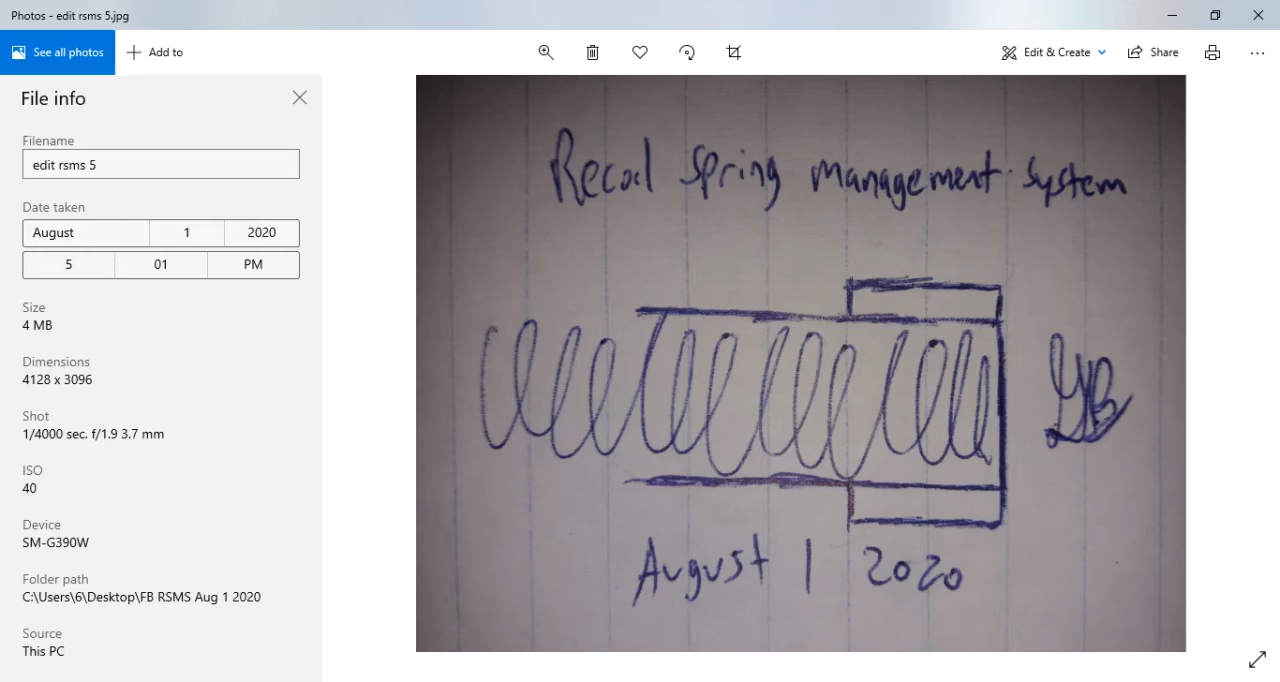 Photos - edit rsms 5.jpg
See all photos
Add to
Edit & Create
Share
File info
Filename
edit rsms 5
Date taken
August 1 2020
5 01 PM
Size
4 MB
Dimensions
4128 x 3096
Shot
1/4000 sec. f/1.9 3.7 mm
ISO
40
Device
SM-G390W
Folder path
C:\Users\6\Desktop\FB RSMS Aug 1 2020
Source
This PC
Recoil Spring management system
August 1 2020